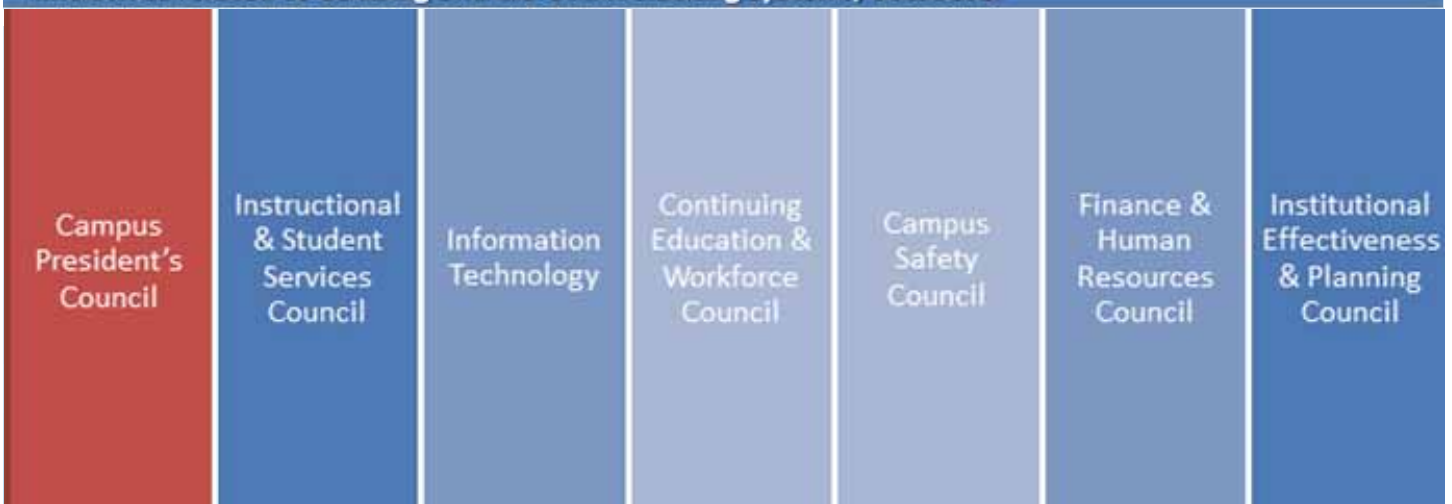 Campus
President's
Council
Instructional
& Student
Services
Council
Information
Technology
Continuing
Education &
Workforce
Council
Campus
Safety
Council
Finance &
Human
Resources
Council
Institutional
Effectiveness
& Planning
Council